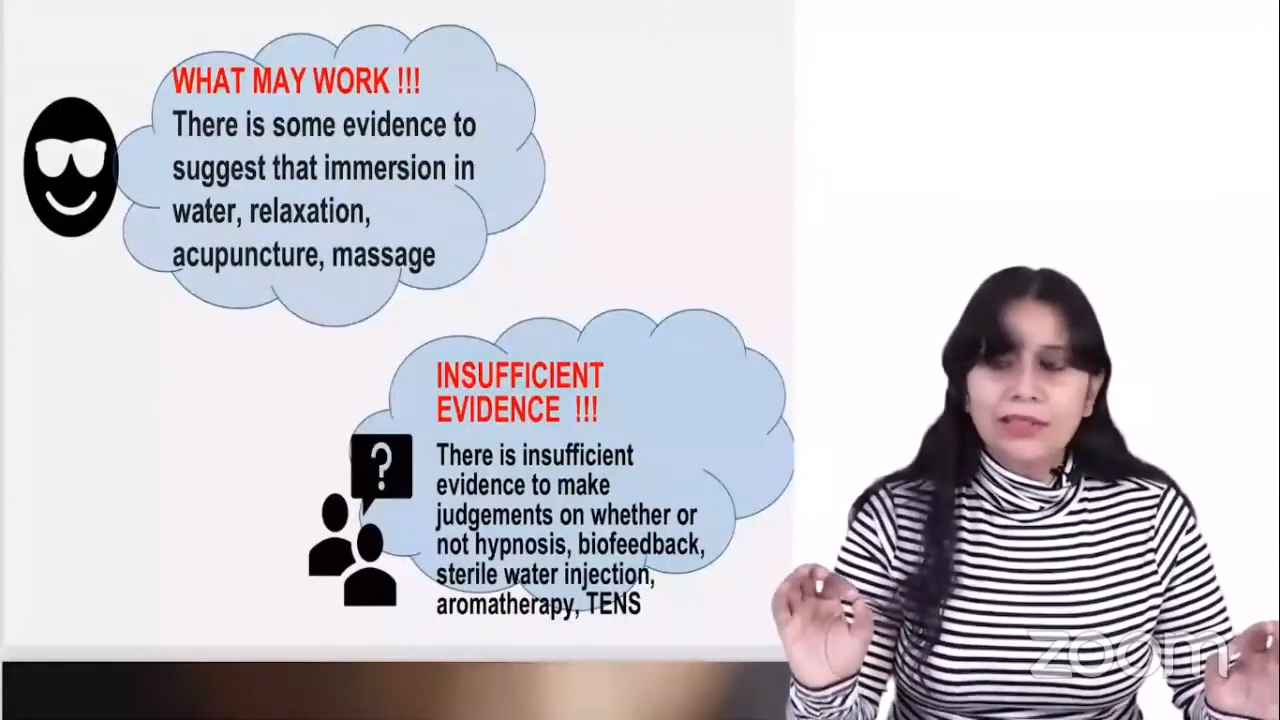 WHAT MAY WORK !!!
There is some evidence to
suggest that immersion in
water, relaxation,
acupuncture, massage
INSUFFICIENT
EVIDENCE !!!
?
There is insufficient
evidence to make
judgements on whether or
not hypnosis, biofeedback,
sterile water injection,
aromatherapy, TENS
zoom